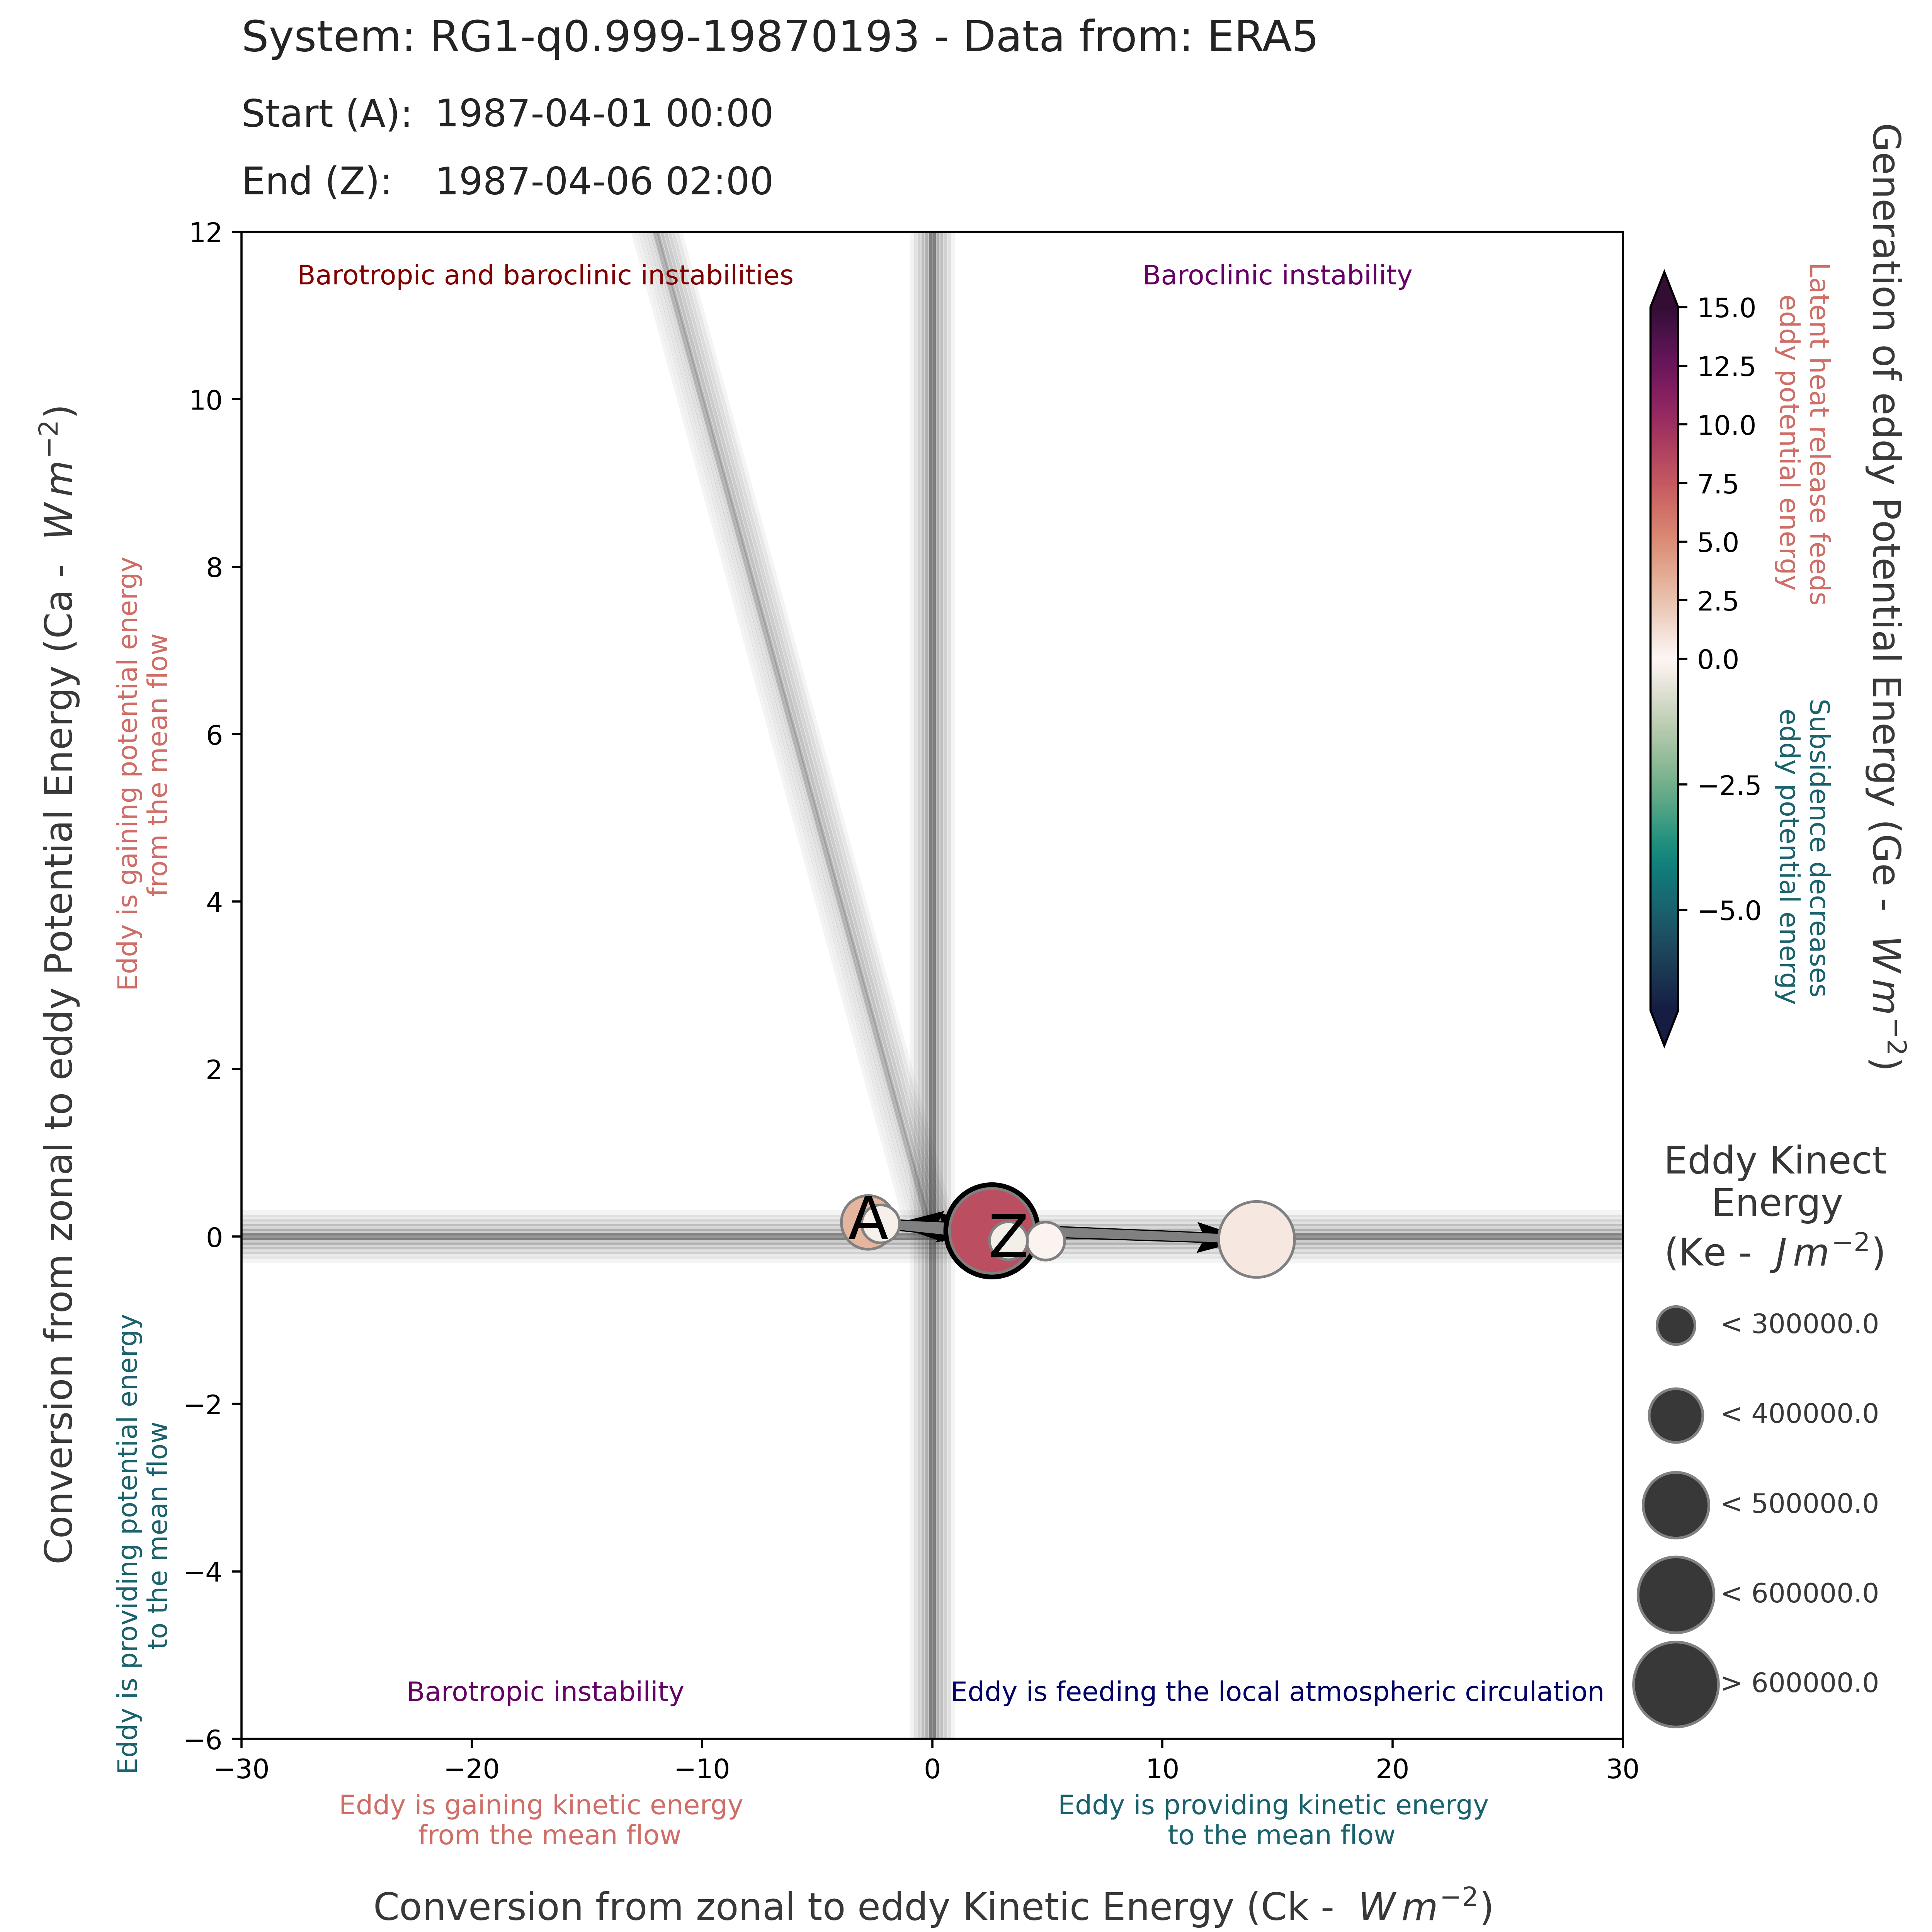 System: RG1-q0.999-19870193 - Data from: ERA5
Start (A): 1987-04-01 00:00
End (Z): 1987-04-06 02:00
Conversion from zonal to eddy Potential Energy (Ca - W m⁻²)
Eddy is gaining potential energy
from the mean flow
Eddy is providing potential energy
to the mean flow
12
10
8
6
4
2
0
−2
−4
−6
Barotropic and baroclinic instabilities
Baroclinic instability
A
Z
Barotropic instability
Eddy is feeding the local atmospheric circulation
−30
−20
−10
0
10
20
30
Eddy is gaining kinetic energy
from the mean flow
Eddy is providing kinetic energy
to the mean flow
Conversion from zonal to eddy Kinetic Energy (Ck - W m⁻²)
15.0
12.5
10.0
7.5
5.0
2.5
0.0
−2.5
−5.0
Latent heat release feeds
eddy potential energy
Subsidence decreases
eddy potential energy
Generation of eddy Potential Energy (Ge - W m⁻²)
Eddy Kinect
Energy
(Ke - J m⁻²)
< 300000.0
< 400000.0
< 500000.0
< 600000.0
> 600000.0